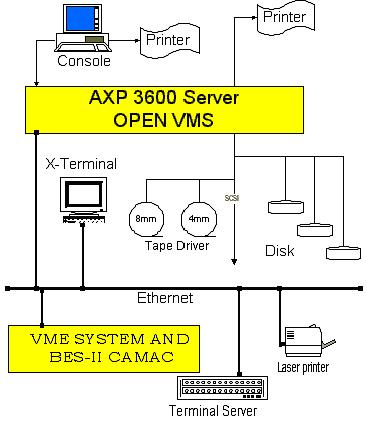 Printer
Printer
Console
AXP 3600 Server
OPEN VMS
X-Terminal
SCSI
8mm
4mm
Tape Driver
Disk
Ethernet
VME SYSTEM AND
BES-II CAMAC
Laser printer
Terminal Server